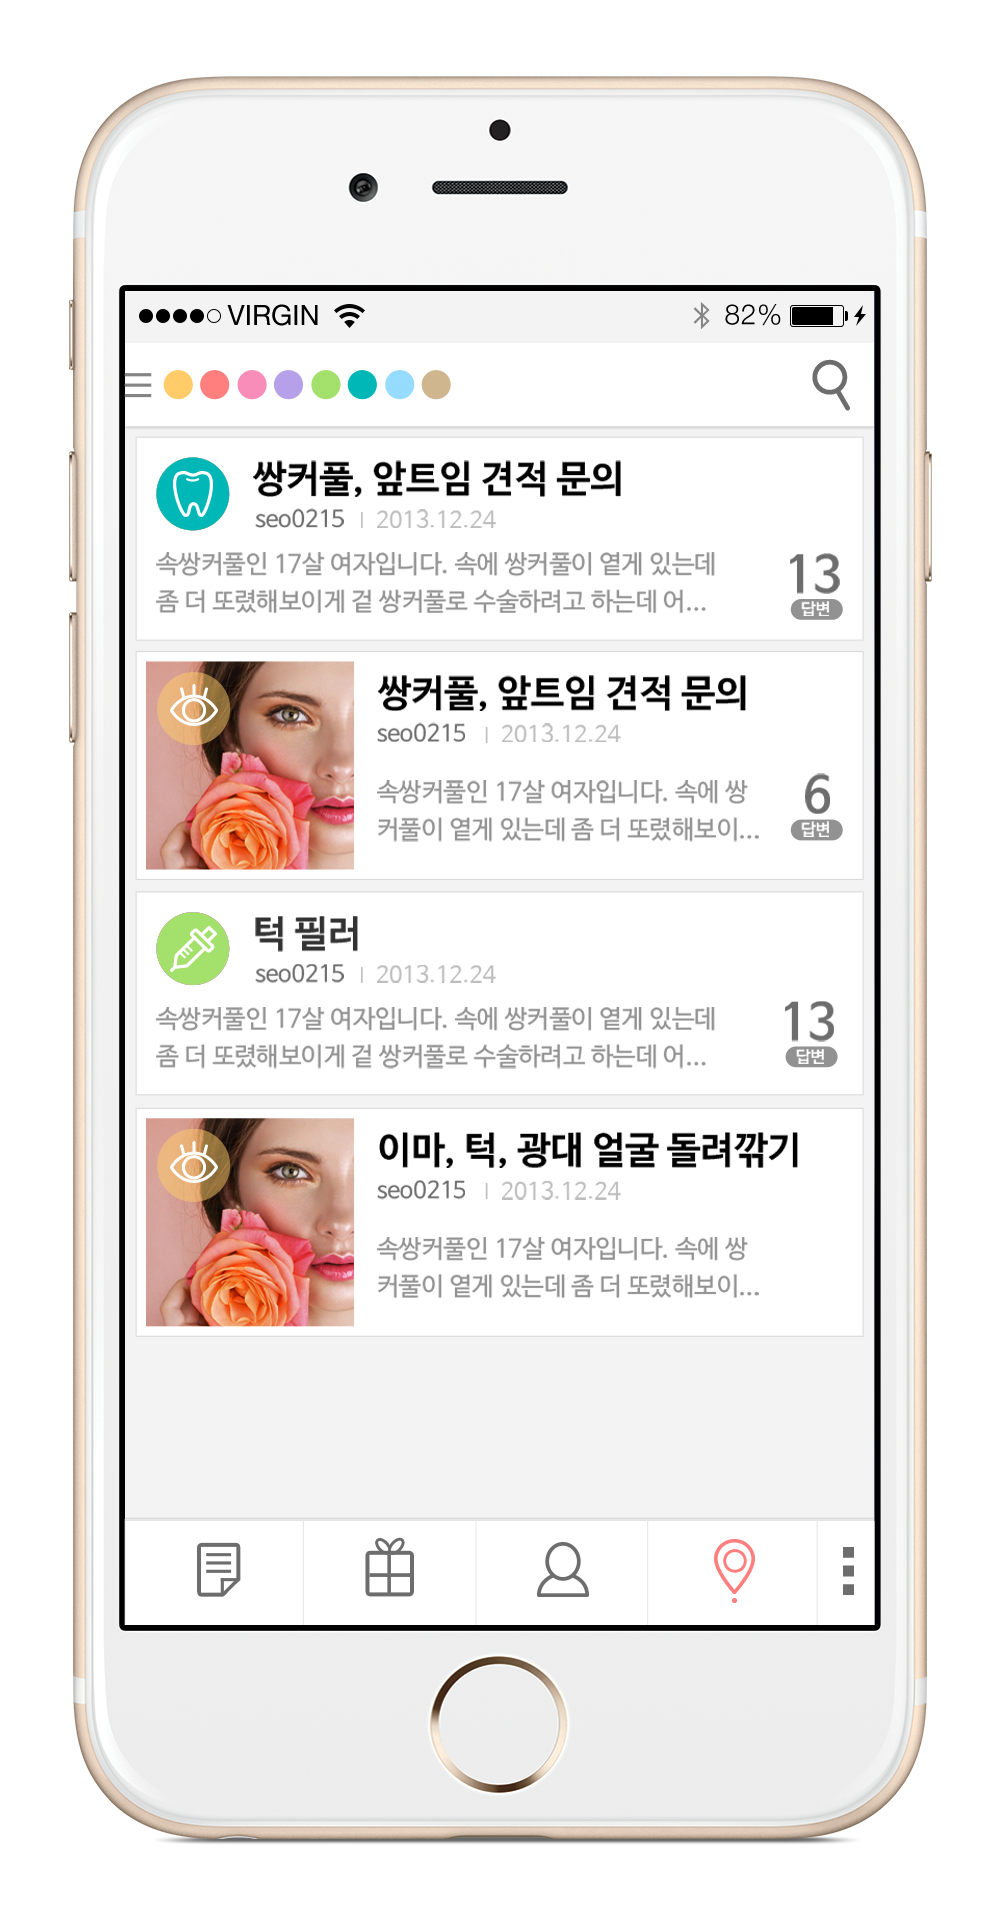 VIRGIN 82%
쌍커풀, 앞트임 견적 문의
seo0215 | 2013.12.24
속쌍커풀인 17살 여자입니다. 속에 쌍커풀이 옅게 있는데
좀 더 또렸해보이게 겉 쌍커풀로 수술하려고 하는데 어...
13
답변
쌍커풀, 앞트임 견적 문의
seo0215 | 2013.12.24
속쌍커풀인 17살 여자입니다. 속에 쌍
커풀이 옅게 있는데 좀 더 또렸해보이...
6
답변
턱 필러
seo0215 | 2013.12.24
속쌍커풀인 17살 여자입니다. 속에 쌍커풀이 옅게 있는데
좀 더 또렸해보이게 겉 쌍커풀로 수술하려고 하는데 어...
13
답변
이마, 턱, 광대 얼굴 돌려깎기
seo0215 | 2013.12.24
속쌍커풀인 17살 여자입니다. 속에 쌍
커풀이 옅게 있는데 좀 더 또렸해보이...